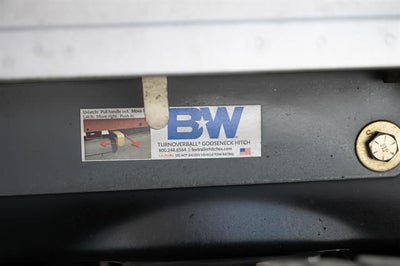 Unlatch: Pull handle out, Move
Latch: Move right. Push in.
B W
TURNOVERBALL® GOOSENECK HITCH
800.248.6564 | bwtrailerhitches.com
DO NOT EXCEED VEHICLE TOW RATING